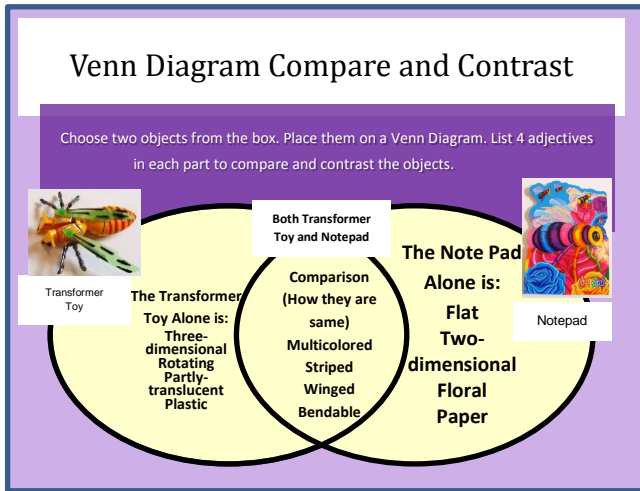 Venn Diagram Compare and Contrast
Choose two objects from the box. Place them on a Venn Diagram. List 4 adjectives
in each part to compare and contrast the objects.
Both Transformer
Toy and Notepad
Transformer
Toy
The Transformer
Toy Alone is:
Three-
dimensional
Rotating
Partly-
translucent
Plastic
Comparison
(How they are
same)
Multicolored
Striped
Winged
Bendable
The Note Pad
Alone is:
Flat
Two-
dimensional
Floral
Paper
Notepad